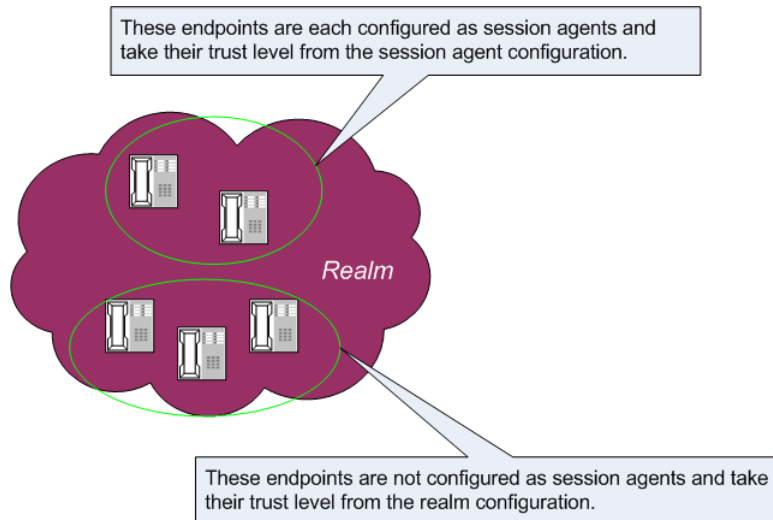 These endpoints are each configured as session agents and
take their trust level from the session agent configuration.
Realm
These endpoints are not configured as session agents and take
their trust level from the realm configuration.